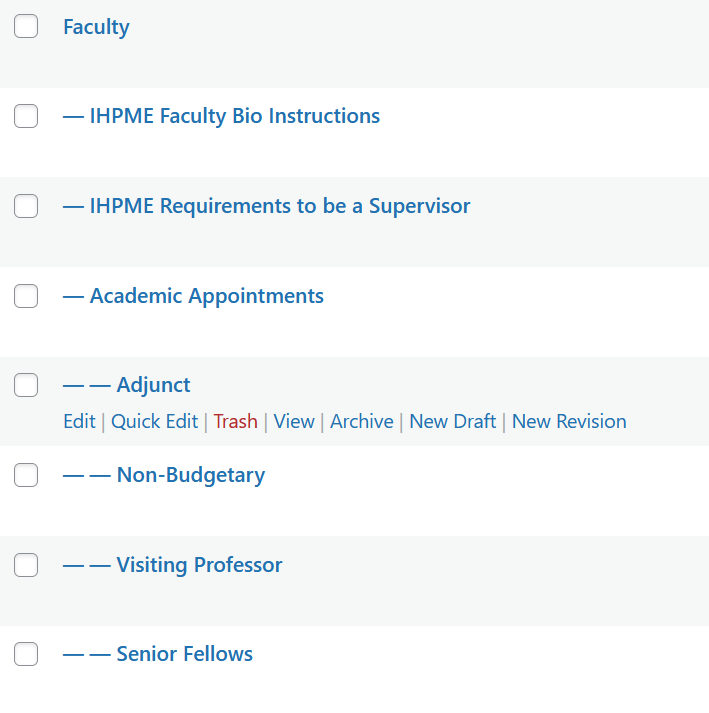 Faculty
— IHPME Faculty Bio Instructions
— IHPME Requirements to be a Supervisor
— Academic Appointments
— — Adjunct
Edit | Quick Edit | Trash | View | Archive | New Draft | New Revision
— — Non-Budgetary
— — Visiting Professor
— — Senior Fellows